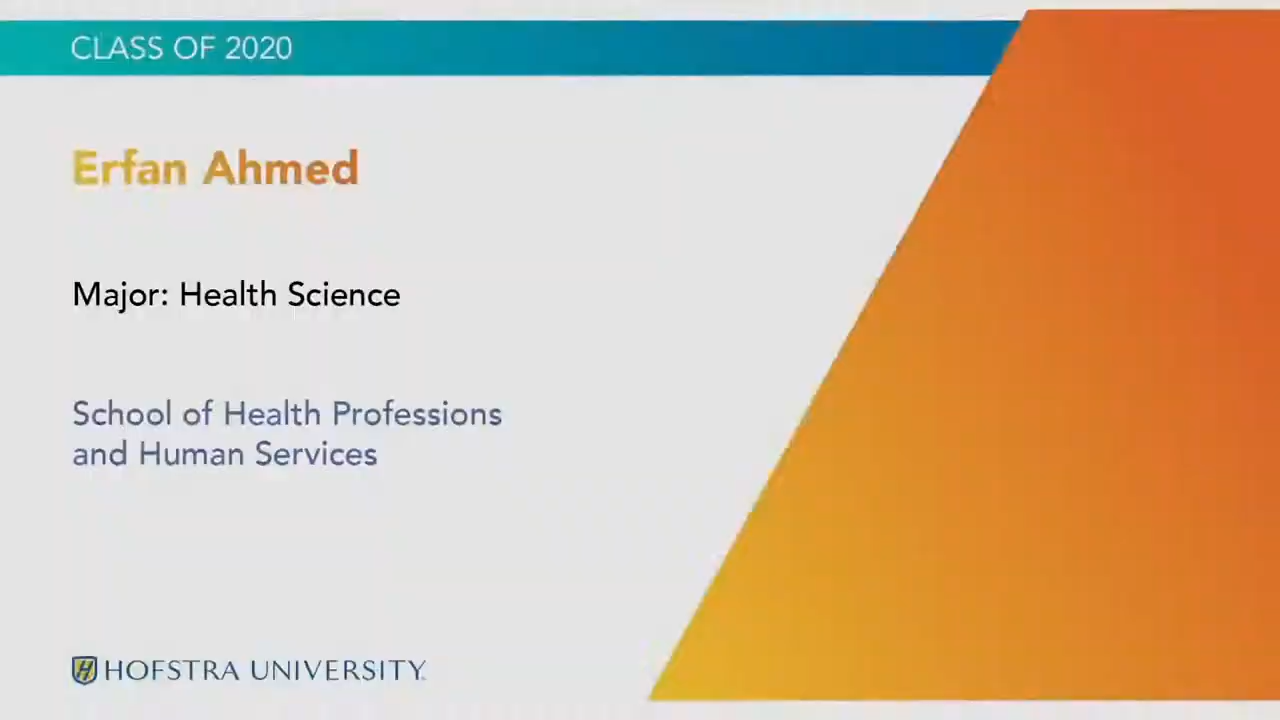 CLASS OF 2020
Erfan Ahmed
Major: Health Science
School of Health Professions
and Human Services
H HOFSTRA UNIVERSITY.